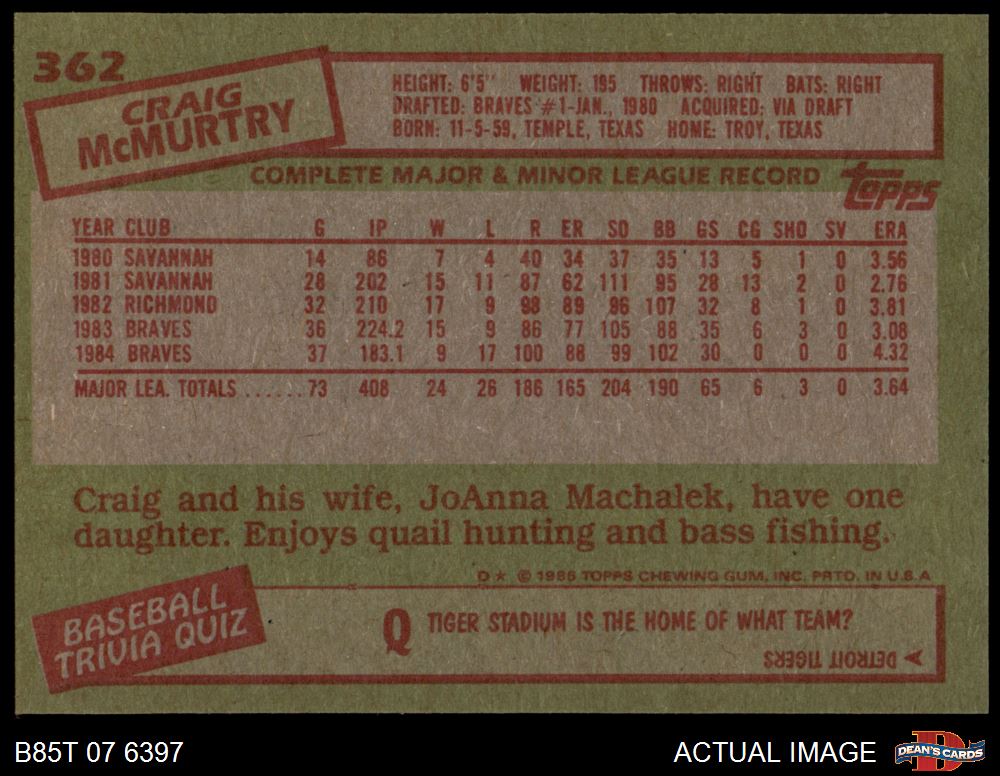 362
CRAIG
McMURTRY
HEIGHT: 6'5" WEIGHT: 195 THROWS: RIGHT BATS: RIGHT
DRAFTED: BRAVES #1-JAN., 1980 ACQUIRED: VIA DRAFT
BORN: 11-5-59, TEMPLE, TEXAS HOME: TROY, TEXAS
COMPLETE MAJOR & MINOR LEAGUE RECORD topps
YEAR CLUB G IP W L R ER SO BB GS CG SHO SV ERA
1980 SAVANNAH 14 86 7 4 40 34 37 35 13 5 1 0 3.56
1981 SAVANNAH 28 202 15 11 87 62 111 95 28 13 2 0 2.76
1982 RICHMOND 32 210 17 9 98 89 96 107 32 8 1 0 3.81
1983 BRAVES 36 224.2 15 9 86 77 105 88 35 6 3 0 3.08
1984 BRAVES 37 183.1 9 17 100 88 99 102 30 0 0 0 4.32
MAJOR LEA. TOTALS ......73 408 24 26 186 165 204 190 65 6 3 0 3.64
Craig and his wife, JoAnna Machalek, have one
daughter. Enjoys quail hunting and bass fishing.
D★ © 1985 TOPPS CHEWING GUM, INC. PRTD. IN U.S.A
BASEBALL
TRIVIA QUIZ
Q TIGER STADIUM IS THE HOME OF WHAT TEAM?
DETROIT TIGERS
B85T 07 6397 ACTUAL IMAGE DEAN'S CARDS